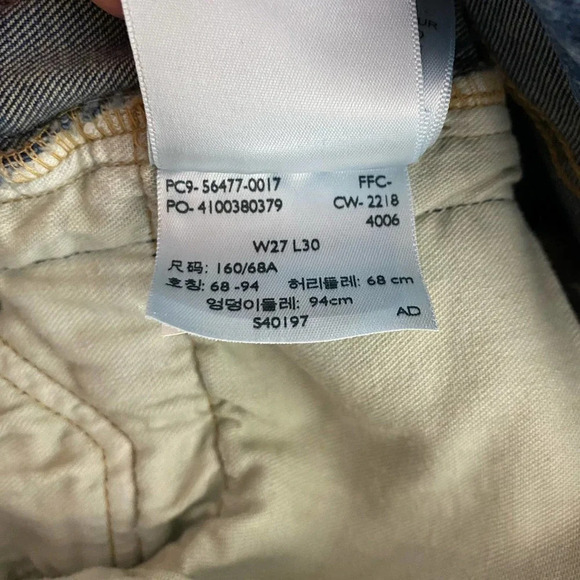 PC9- 56477-0017 FFC-
PO- 4100380379 CW- 2218
4006
W27 L30
尺码: 160/68A
호칭: 68 -94 허리둘레: 68 cm
엉덩이둘레: 94cm
S40197 AD